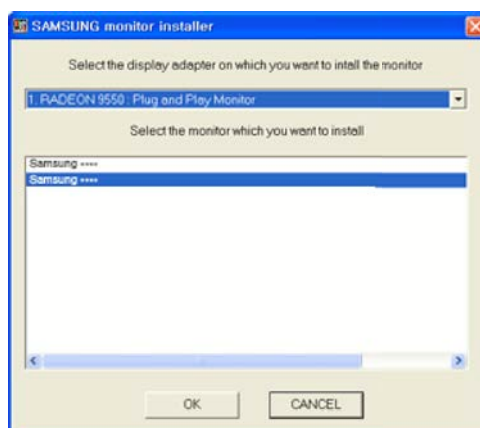 SAMSUNG monitor installer
Select the display adapter on which you want to intall the monitor
1: RADEON 9550 : Plug and Play Monitor
Select the monitor which you want to install
Samsung ····
Samsung ····
OK
CANCEL